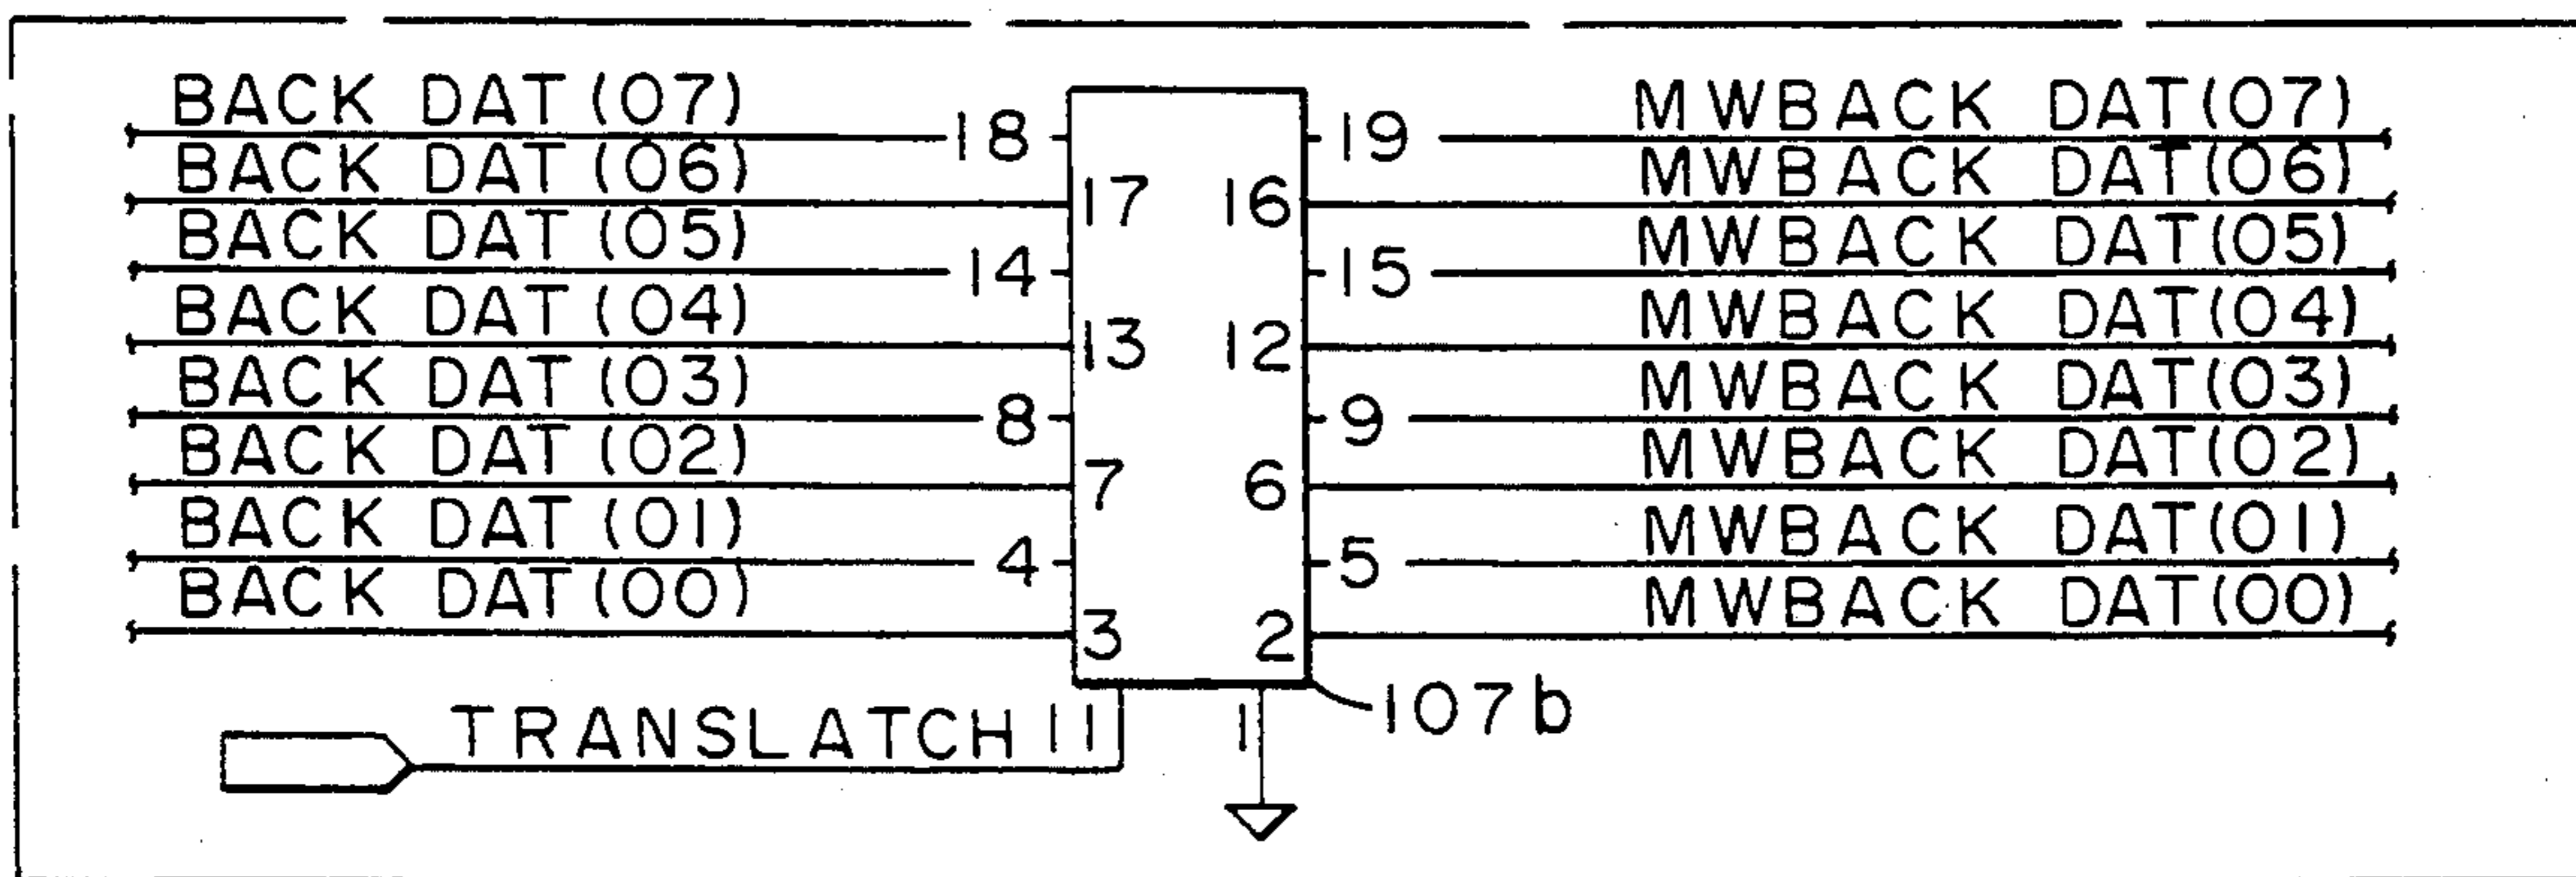 BACK DAT(07) 18 19 MWBACK DAT(07)
BACK DAT(06) 17 16 MWBACK DAT(06)
BACK DAT(05) 14 15 MWBACK DAT(05)
BACK DAT(04) 13 12 MWBACK DAT(04)
BACK DAT(03) 8 9 MWBACK DAT(03)
BACK DAT(02) 7 6 MWBACK DAT(02)
BACK DAT(01) 4 5 MWBACK DAT(01)
BACK DAT(00) 3 2 MWBACK DAT(00)
TRANSLATCH 11 1 107b